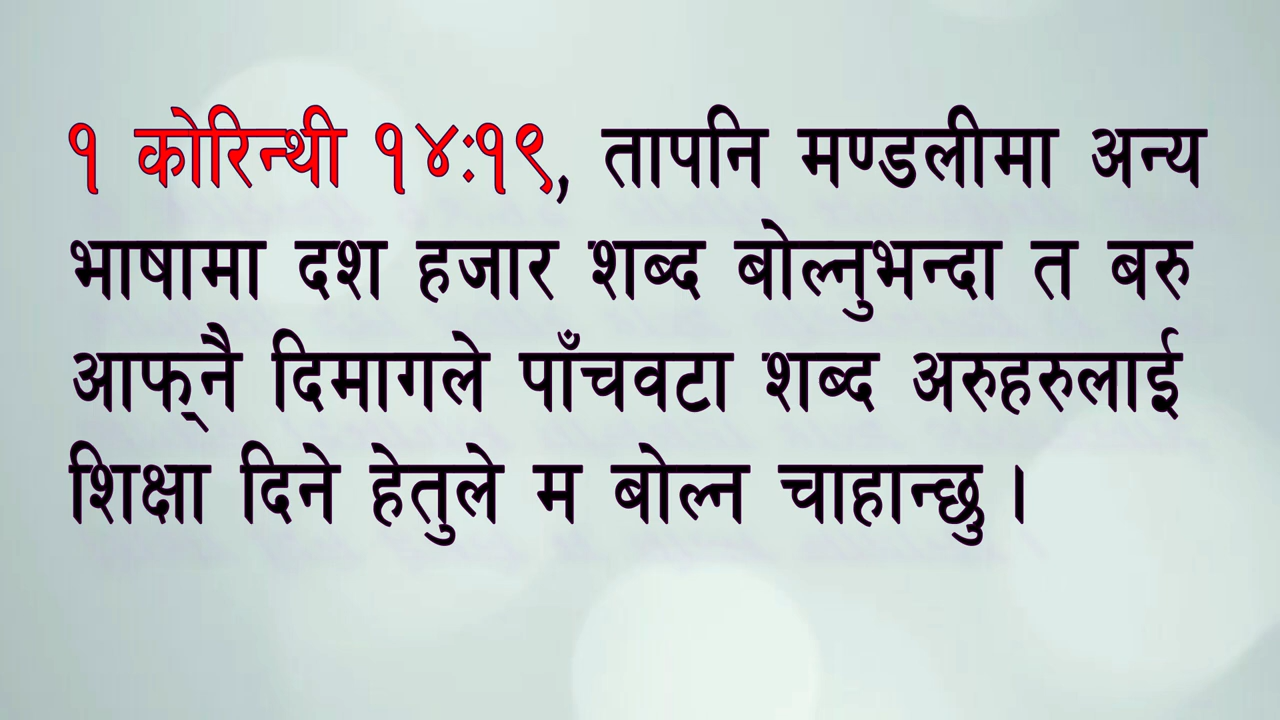 १ कोरिन्थी १४:१९, तापनि मण्डलीमा अन्य
भाषामा दश हजार शब्द बोल्नुभन्दा त बरु
आफ्‌नै दिमागले पाँचवटा शब्द अरुहरुलाई
शिक्षा दिने हेतुले म बोल्न चाहान्छु ।